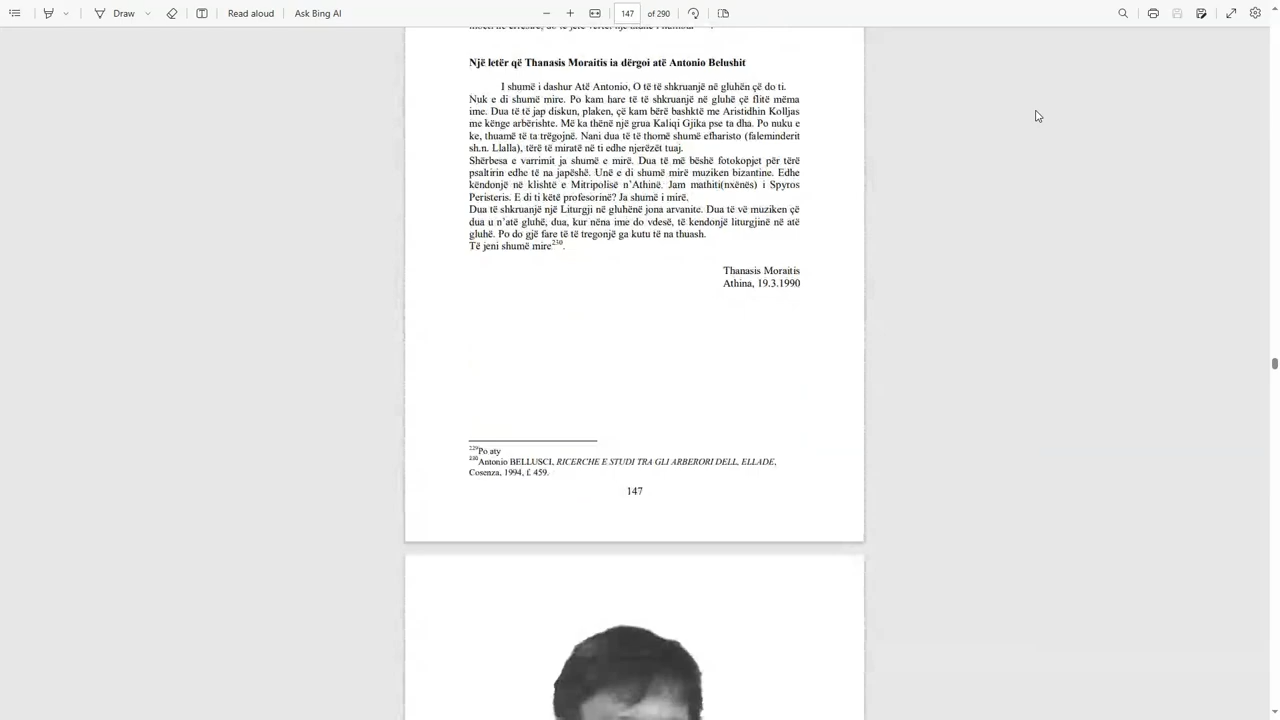 Draw
Read aloud
Ask Bing AI
147 of 290
Një letër që Thanasis Moraitis ia dërgoi atë Antonio Belushit
I shumë i dashur Atë Antonio, O të të shkruanjë në gluhën çë do ti.
Nuk e di shumë mire. Po kam hare të të shkruanjë në gluhë çë flitë mëma
ime. Dua të të jap diskun, plaken, çë kam bërë bashktë me Aristidhin Kolljas
me kënge arbërishte. Më ka thënë një grua Kaliqi Gjika pse ta dha. Po nuku e
ke, thuamë të ta trëgojnë. Nani dua të të thomë shumë efharisto (faleminderit
sh.n. Llalla), tërë të miratë në ti edhe njerëzët tuaj.
Shërbesa e varrimit ja shumë e mirë. Dua të më bëshë fotokopjet për tërë
psaltirin edhe të na japëshë. Unë e di shumë mirë muziken bizantine. Edhe
këndonjë në klishtë e Mitripolisë n’Athinë. Jam mathiti(nxënës) i Spyros
Peristeris. E di ti këtë profesorinë? Ja shumë i mirë.
Dua të shkruanjë një Liturgji në gluhënë jona arvanite. Dua të vë muziken çë
dua u n’atë gluhë, dua, kur nëna ime do vdesë, të kendonjë liturgjinë në atë
gluhë. Po do gjë fare të të tregonjë ga kutu të na thuash.
Të jeni shumë mire230.
Thanasis Moraitis
Athina, 19.3.1990
229Po aty
230Antonio BELLUSCI, RICERCHE E STUDI TRA GLI ARBERORI DELL, ELLADE,
Cosenza, 1994, f. 459.
147